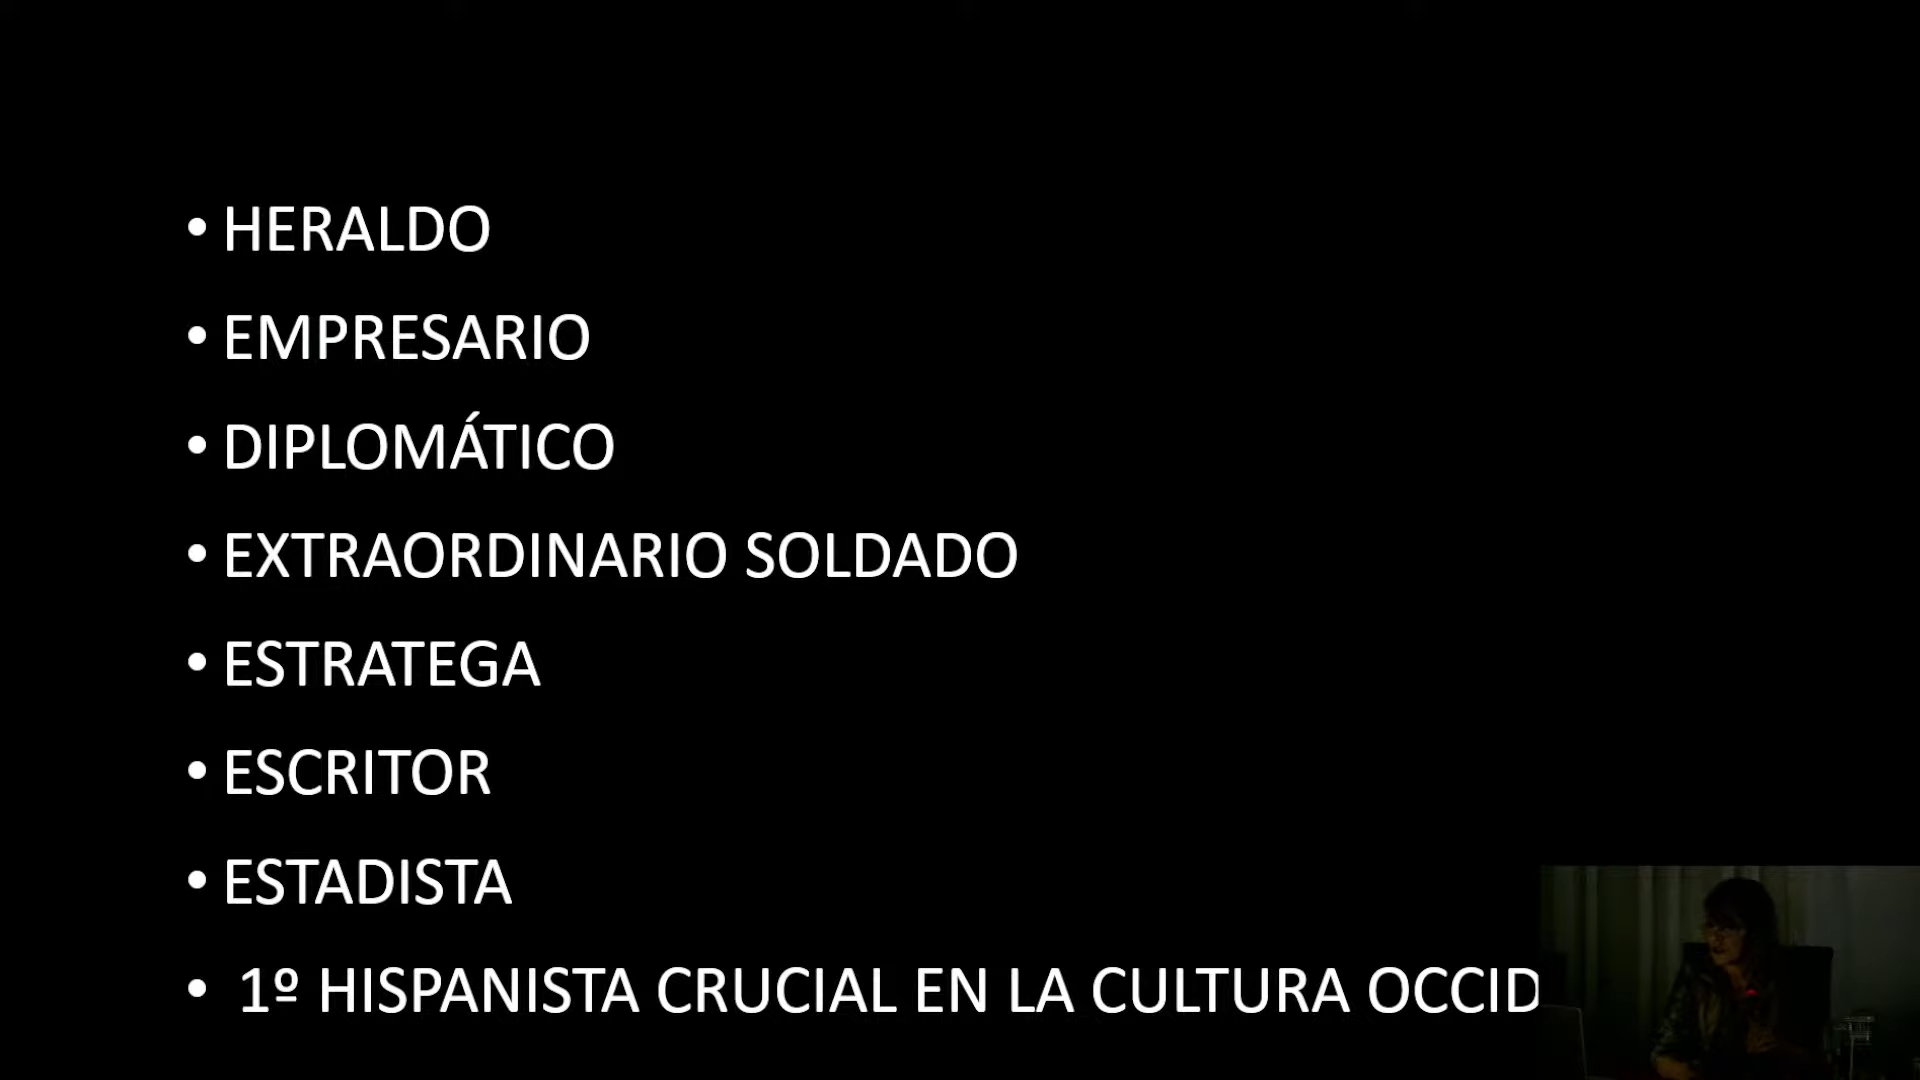 • HERALDO
• EMPRESARIO
• DIPLOMÁTICO
• EXTRAORDINARIO SOLDADO
• ESTRATEGA
• ESCRITOR
• ESTADISTA
• 1º HISPANISTA CRUCIAL EN LA CULTURA